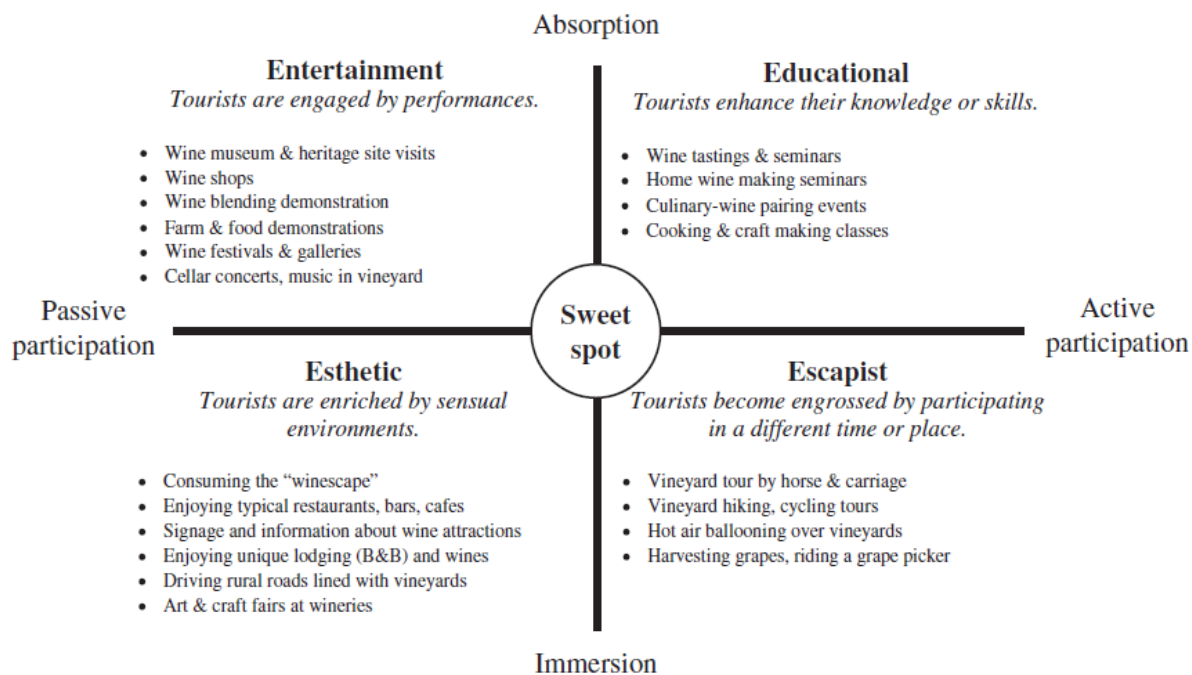 Absorption
Entertainment
Tourists are engaged by performances.
• Wine museum & heritage site visits
• Wine shops
• Wine blending demonstration
• Farm & food demonstrations
• Wine festivals & galleries
• Cellar concerts, music in vineyard
Educational
Tourists enhance their knowledge or skills.
• Wine tastings & seminars
• Home wine making seminars
• Culinary-wine pairing events
• Cooking & craft making classes
Passive
participation
Sweet
spot
Active
participation
Esthetic
Tourists are enriched by sensual
environments.
• Consuming the “winescape”
• Enjoying typical restaurants, bars, cafes
• Signage and information about wine attractions
• Enjoying unique lodging (B&B) and wines
• Driving rural roads lined with vineyards
• Art & craft fairs at wineries
Escapist
Tourists become engrossed by participating
in a different time or place.
• Vineyard tour by horse & carriage
• Vineyard hiking, cycling tours
• Hot air ballooning over vineyards
• Harvesting grapes, riding a grape picker
Immersion